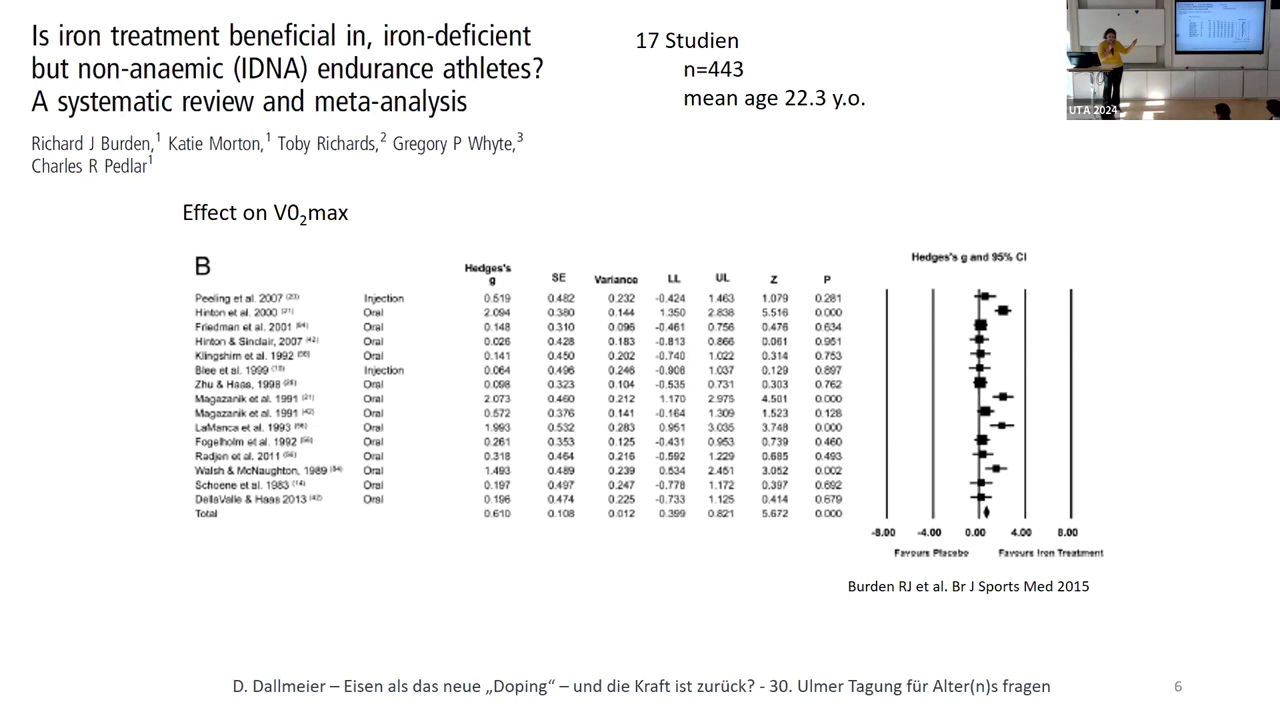 Is iron treatment beneficial in, iron-deficient
but non-anaemic (IDNA) endurance athletes?
A systematic review and meta-analysis
Richard J Burden,1 Katie Morton,1 Toby Richards,2 Gregory P Whyte,3
Charles R Pedlar1
17 Studien
n=443
mean age 22.3 y.o.
UTA 2024
Effect on V02max
B
Hedges's g SE Variance LL UL Z P
Hedges's g and 95% CI
Peeling et al. 2007 (20) Injection 0.519 0.482 0.232 -0.424 1.463 1.079 0.281
Hinton et al. 2000 (21) Oral 2.094 0.380 0.144 1.350 2.838 5.516 0.000
Friedman et al. 2001 Oral 0.148 0.310 0.096 -0.461 0.756 0.476 0.634
Hinton & Sinclair, 2007 (42) Oral 0.026 0.428 0.183 -0.813 0.866 0.061 0.951
Klingshirn et al. 1992 Oral 0.141 0.450 0.202 -0.740 1.022 0.314 0.753
Blee et al. 1999 Injection 0.064 0.496 0.246 -0.908 1.037 0.129 0.897
Zhu & Haas, 1998 Oral 0.098 0.323 0.104 -0.535 0.731 0.303 0.762
Magazanik et al. 1991 (21) Oral 2.073 0.460 0.212 1.170 2.975 4.501 0.000
Magazanik et al. 1991 (42) Oral 0.572 0.376 0.141 -0.164 1.309 1.523 0.128
LaManca et al. 1993 Oral 1.993 0.532 0.283 0.951 3.035 3.748 0.000
Fogelholm et al. 1992 Oral 0.261 0.353 0.125 -0.431 0.953 0.739 0.460
Radjen et al. 2011 Oral 0.318 0.464 0.216 -0.592 1.229 0.685 0.493
Walsh & McNaughton, 1989 Oral 1.493 0.489 0.239 0.534 2.451 3.052 0.002
Schoene et al. 1983 (14) Oral 0.197 0.497 0.247 -0.778 1.172 0.397 0.692
DellaValle & Haas 2013 (42) Oral 0.196 0.474 0.225 -0.733 1.125 0.414 0.679
Total 0.610 0.108 0.012 0.399 0.821 5.672 0.000
-8.00 -4.00 0.00 4.00 8.00
Favours Placebo Favours Iron Treatment
Burden RJ et al. Br J Sports Med 2015
D. Dallmeier – Eisen als das neue „Doping“ – und die Kraft ist zurück? - 30. Ulmer Tagung für Alter(n)s fragen
6